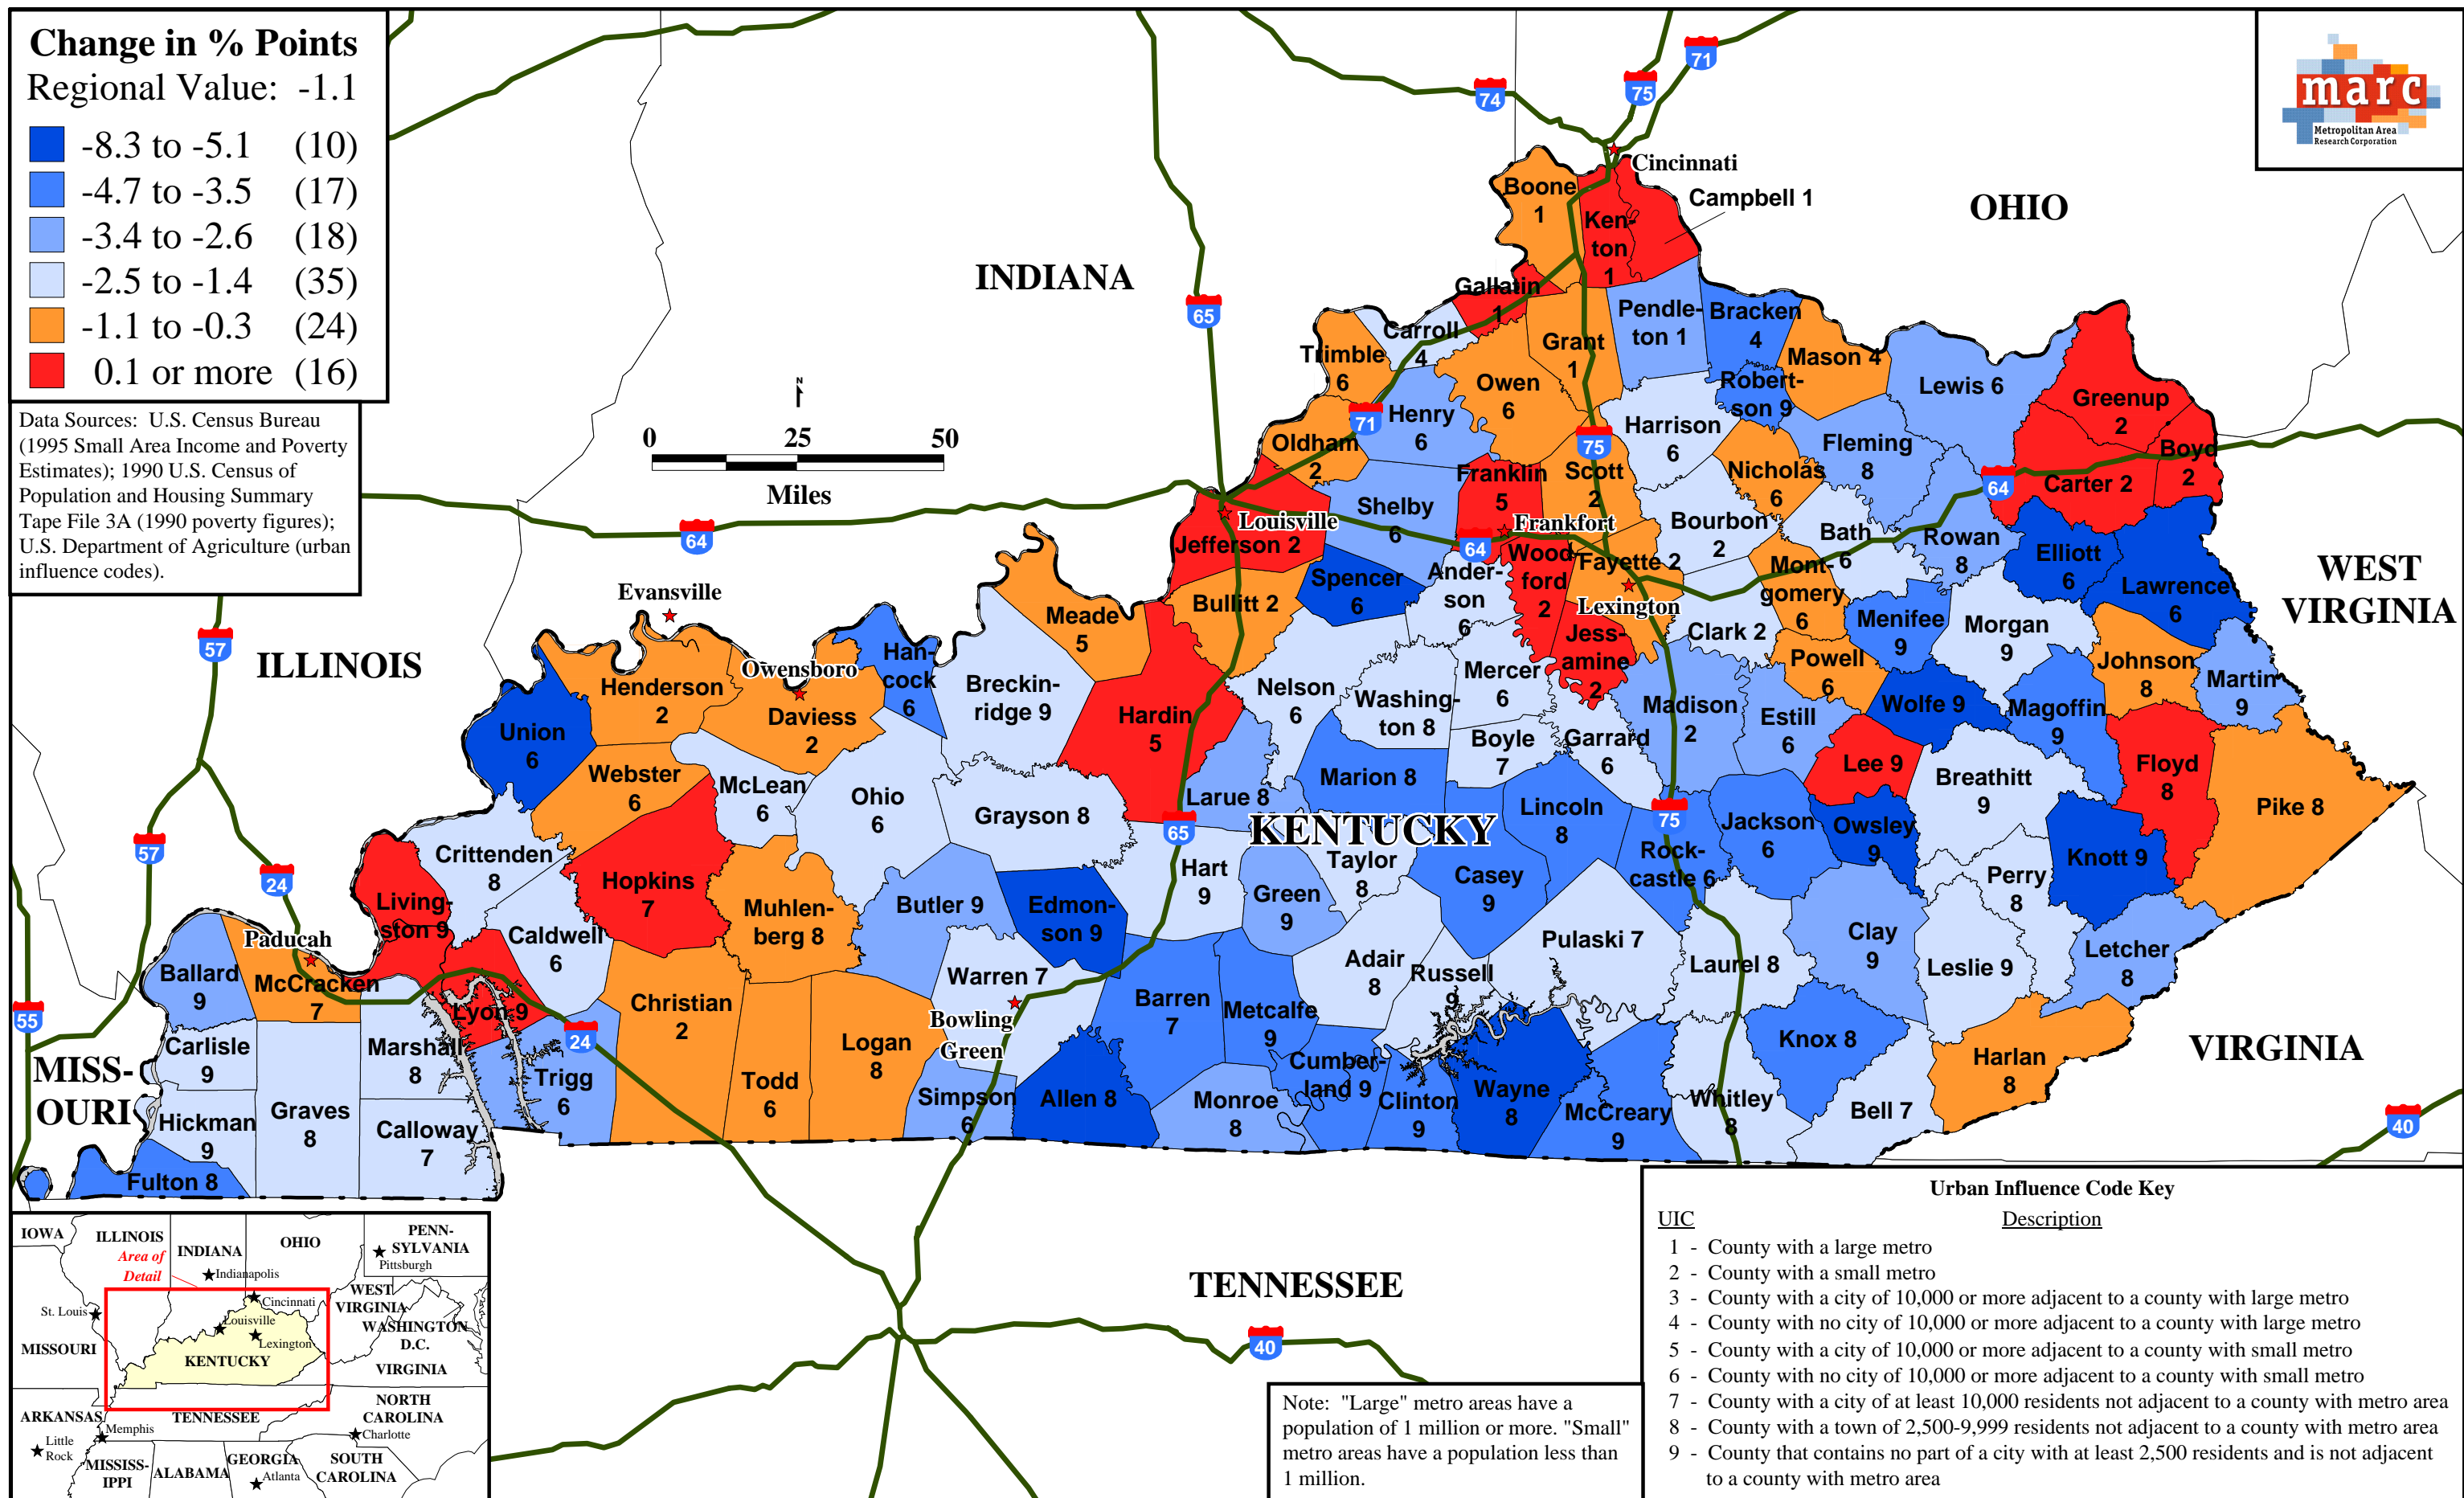 Change in % Points
Regional Value: -1.1
-8.3 to -5.1 (10)
-4.7 to -3.5 (17)
-3.4 to -2.6 (18)
-2.5 to -1.4 (35)
-1.1 to -0.3 (24)
0.1 or more (16)
Data Sources: U.S. Census Bureau
(1995 Small Area Income and Poverty
Estimates); 1990 U.S. Census of
Population and Housing Summary
Tape File 3A (1990 poverty figures);
U.S. Department of Agriculture (urban
influence codes).
marc
Metropolitan Area
Research Corporation
N
0 25 50
Miles
INDIANA
OHIO
ILLINOIS
WEST
VIRGINIA
VIRGINIA
MISS-
OURI
TENNESSEE
KENTUCKY
71
75
74
65
71
75
64
64
64
57
57
24
55
65
75
24
40
40
Cincinnati
Louisville
Frankfort
Lexington
Evansville
Owensboro
Paducah
Bowling
Green
Boone
1
Ken-
ton
1
Campbell 1
Gallatin
1
Carroll
4
Trimble
6
Owen
6
Grant
1
Pendle-
ton 1
Bracken
4
Mason 4
Robert-
son 9
Lewis 6
Greenup
2
Boyd
2
Carter 2
Henry
6
Oldham
2
Harrison
6
Nicholas
6
Fleming
8
Franklin
5
Scott
2
Shelby
6
Jefferson 2
Bourbon
2
Bath
6
Rowan
8
Elliott
6
Lawrence
6
Spencer
6
Ander-
son
6
Wood
ford
2
Fayette 2
Mont-
gomery
6
Bullitt 2
Meade
5
Clark 2
Menifee
9
Morgan
9
Johnson
8
Martin
9
Jess-
amine
2
Powell
6
Wolfe 9
Magoffin
9
Han-
cock
6
Breckin-
ridge 9
Hardin
5
Nelson
6
Washing-
ton 8
Mercer
6
Boyle
7
Garrard
6
Madison
2
Estill
6
Lee 9
Breathitt
9
Floyd
8
Pike 8
Henderson
2
Daviess
2
Union
6
Webster
6
McLean
6
Ohio
6
Grayson 8
Larue 8
Marion 8
Lincoln
8
Rock-
castle 6
Jackson
6
Owsley
9
Knott 9
Perry
8
Crittenden
8
Hopkins
7
Muhlen-
berg 8
Butler 9
Edmon-
son 9
Hart
9
Green
9
Taylor
8
Casey
9
Pulaski 7
Laurel 8
Clay
9
Leslie 9
Letcher
8
Living-
ston 9
Caldwell
6
Lyon 9
Ballard
9
McCracken
7
Christian
2
Todd
6
Logan
8
Warren 7
Barren
7
Metcalfe
9
Adair
8
Russell
9
Knox 8
Harlan
8
Bell 7
Whitley
8
McCreary
9
Wayne
8
Clinton
9
Cumber-
land 9
Monroe
8
Allen 8
Simpson
6
Trigg
6
Marshall
8
Carlisle
9
Graves
8
Hickman
9
Calloway
7
Fulton 8
IOWA
ILLINOIS
INDIANA
OHIO
PENN-
SYLVANIA
Pittsburgh
Area of
Detail
Indianapolis
St. Louis
Cincinnati
Louisville
Lexington
WEST
VIRGINIA
WASHINGTON
D.C.
MISSOURI
KENTUCKY
VIRGINIA
ARKANSAS
Memphis
TENNESSEE
NORTH
CAROLINA
Charlotte
Little
Rock
MISSISS-
IPPI
ALABAMA
GEORGIA
Atlanta
SOUTH
CAROLINA
Note: "Large" metro areas have a
population of 1 million or more. "Small"
metro areas have a population less than
1 million.
Urban Influence Code Key
UIC Description
1 - County with a large metro
2 - County with a small metro
3 - County with a city of 10,000 or more adjacent to a county with large metro
4 - County with no city of 10,000 or more adjacent to a county with large metro
5 - County with a city of 10,000 or more adjacent to a county with small metro
6 - County with no city of 10,000 or more adjacent to a county with small metro
7 - County with a city of at least 10,000 residents not adjacent to a county with metro area
8 - County with a town of 2,500-9,999 residents not adjacent to a county with metro area
9 - County that contains no part of a city with at least 2,500 residents and is not adjacent
to a county with metro area